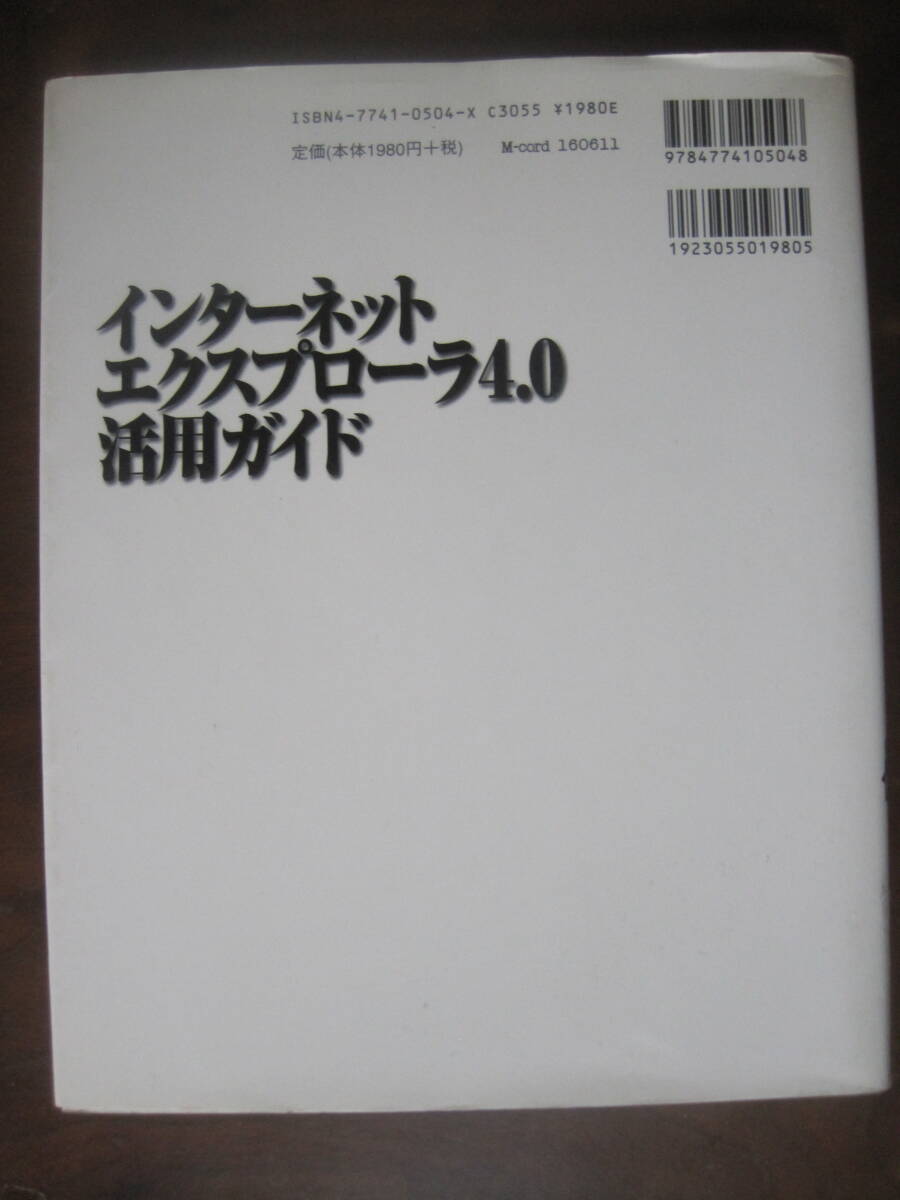 ISBN4-7741-0504-X C3055 ¥1980E
定価(本体1980円+税) M-cord 160611
9784774105048
1923055019805
インターネット
エクスプローラ4.0
活用ガイド